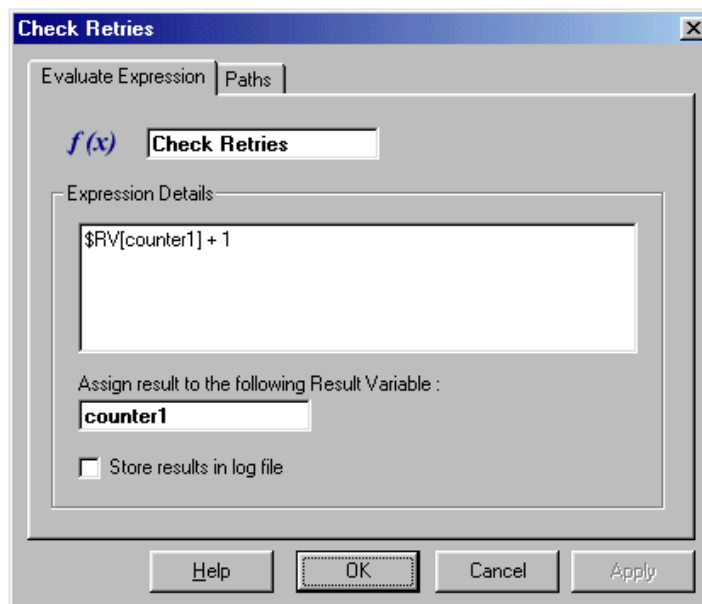 Check Retries
Evaluate Expression
Paths
f(x)
Check Retries
Expression Details
$RV[counter1] + 1
Assign result to the following Result Variable :
counter1
Store results in log file
Help
OK
Cancel
Apply